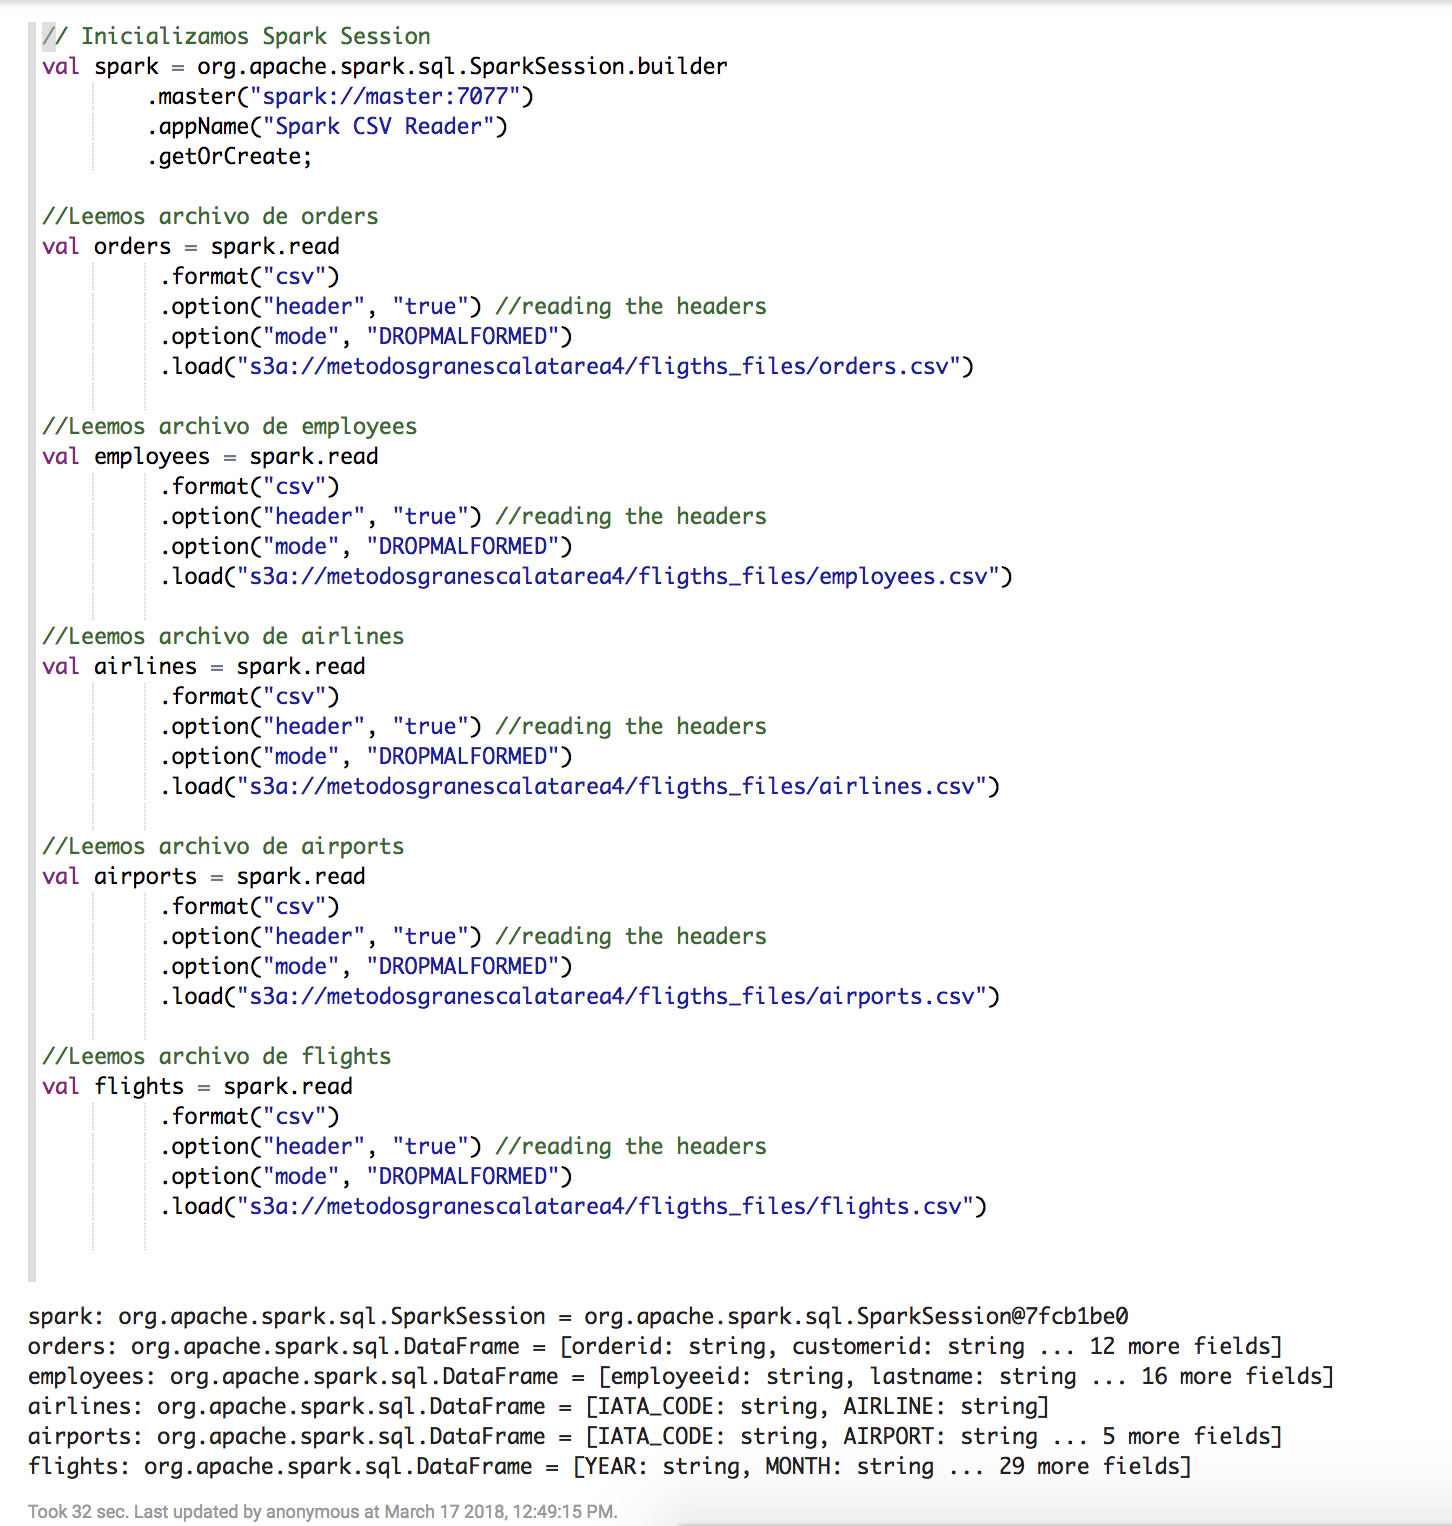 // Inicializamos Spark Session
val spark = org.apache.spark.sql.SparkSession.builder
.master("spark://master:7077")
.appName("Spark CSV Reader")
.getOrCreate;
//Leemos archivo de orders
val orders = spark.read
.format("csv")
.option("header", "true") //reading the headers
.option("mode", "DROPMALFORMED")
.load("s3a://metodosgranescalatarea4/fligths_files/orders.csv")
//Leemos archivo de employees
val employees = spark.read
.format("csv")
.option("header", "true") //reading the headers
.option("mode", "DROPMALFORMED")
.load("s3a://metodosgranescalatarea4/fligths_files/employees.csv")
//Leemos archivo de airlines
val airlines = spark.read
.format("csv")
.option("header", "true") //reading the headers
.option("mode", "DROPMALFORMED")
.load("s3a://metodosgranescalatarea4/fligths_files/airlines.csv")
//Leemos archivo de airports
val airports = spark.read
.format("csv")
.option("header", "true") //reading the headers
.option("mode", "DROPMALFORMED")
.load("s3a://metodosgranescalatarea4/fligths_files/airports.csv")
//Leemos archivo de flights
val flights = spark.read
.format("csv")
.option("header", "true") //reading the headers
.option("mode", "DROPMALFORMED")
.load("s3a://metodosgranescalatarea4/fligths_files/flights.csv")
spark: org.apache.spark.sql.SparkSession = org.apache.spark.sql.SparkSession@7fcb1be0
orders: org.apache.spark.sql.DataFrame = [orderid: string, customerid: string ... 12 more fields]
employees: org.apache.spark.sql.DataFrame = [employeeid: string, lastname: string ... 16 more fields]
airlines: org.apache.spark.sql.DataFrame = [IATA_CODE: string, AIRLINE: string]
airports: org.apache.spark.sql.DataFrame = [IATA_CODE: string, AIRPORT: string ... 5 more fields]
flights: org.apache.spark.sql.DataFrame = [YEAR: string, MONTH: string ... 29 more fields]
Took 32 sec. Last updated by anonymous at March 17 2018, 12:49:15 PM.